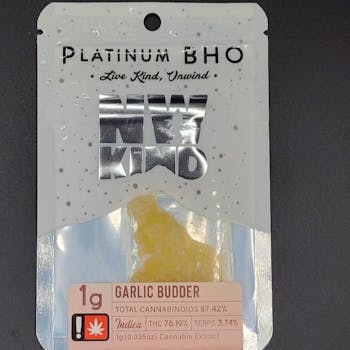 PLATINUM BHO
• Live Kind, Unwind •
NW
KIND
1g
GARLIC BUDDER
TOTAL CANNABINOIDS 87.42%
Indica THC 76.19% TERPS 3.74%
1g(0.035oz) Cannabis Extract